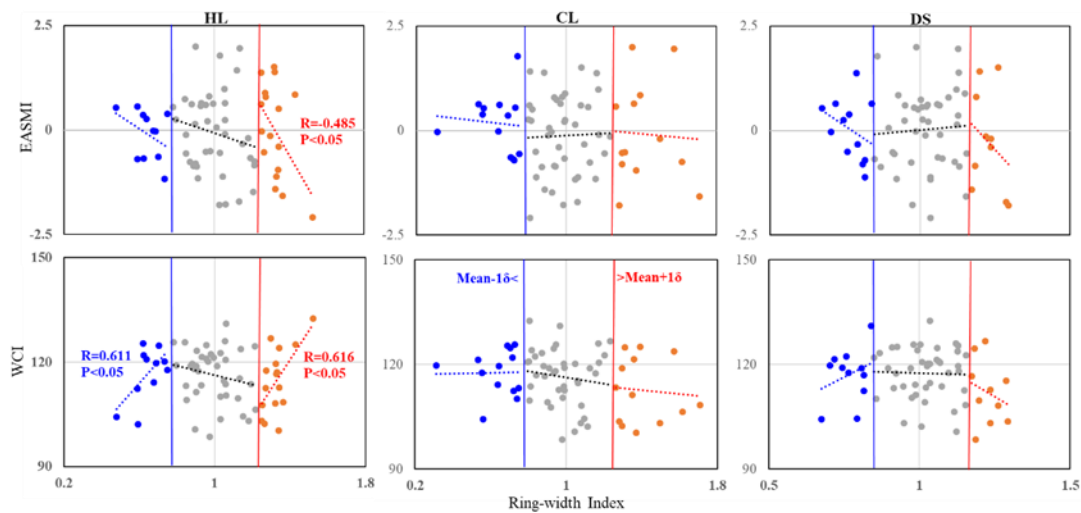 HL CL DS
2.5 2.5 2.5
EASMI
R=-0.485
P<0.05
0 0 0
-2.5 -2.5 -2.5
150 150 150
Mean-1δ< >Mean+1δ
WCI
R=0.611
P<0.05
R=0.616
P<0.05
120 120 120
90 90 90
0.2 1 1.8 0.2 1 1.8 0.5 1 1.5
Ring-width Index